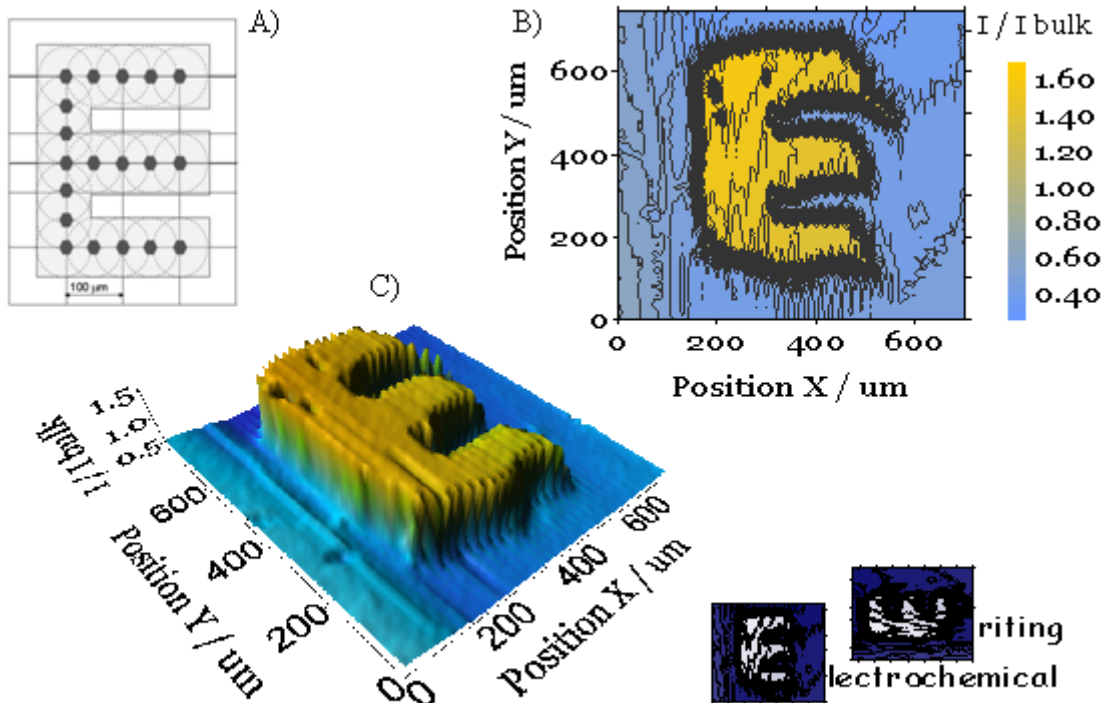 A)
100 µm
B)
I / I bulk
Position Y / um
600
400
200
0
0 200 400 600
Position X / um
1.60
1.40
1.20
1.00
0.80
0.60
0.40
C)
I / I bulk
1.5
1.0
0.5
Position Y / um
600
400
200
0
Position X / um
0
200
400
600
riting
lectrochemical